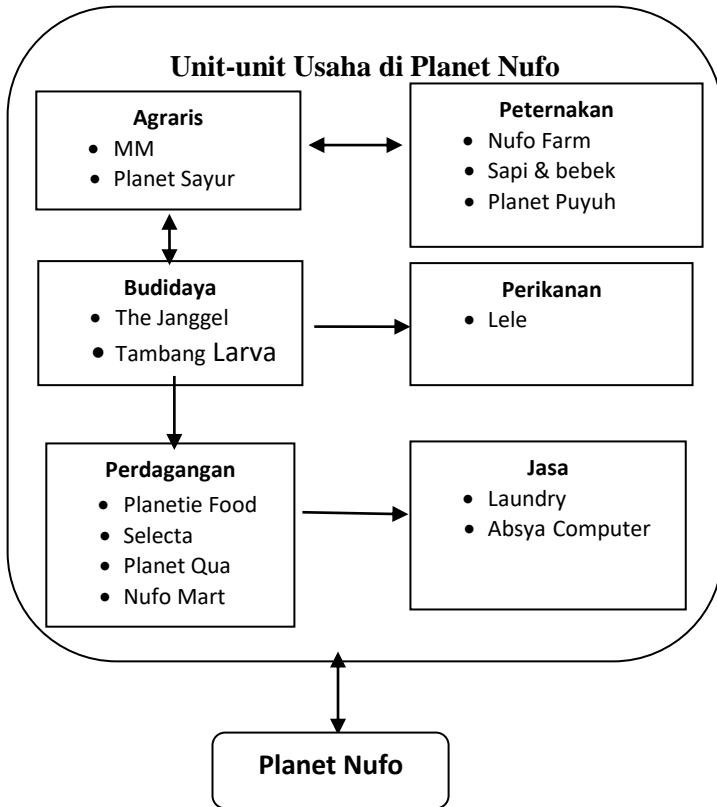 Unit-unit Usaha di Planet Nufo
Agraris
• MM
• Planet Sayur
Peternakan
• Nufo Farm
• Sapi & bebek
• Planet Puyuh
Budidaya
• The Janggel
• Tambang Larva
Perikanan
• Lele
Perdagangan
• Planetie Food
• Selecta
• Planet Qua
• Nufo Mart
Jasa
• Laundry
• Absya Computer
Planet Nufo